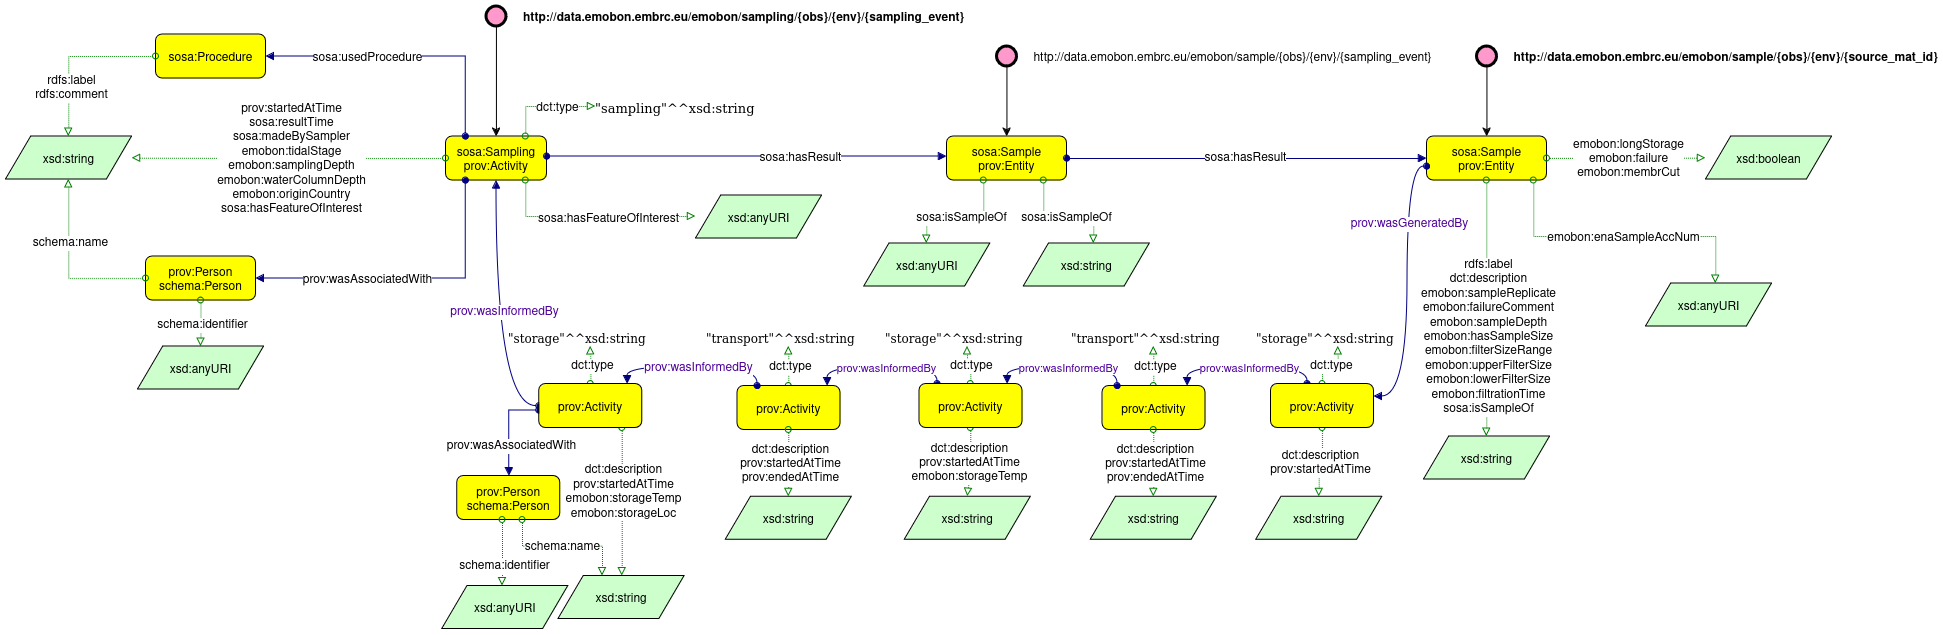 http://data.emobon.embrc.eu/emobon/sampling/{obs}/{env}/{sampling_event}
http://data.emobon.embrc.eu/emobon/sample/{obs}/{env}/{sampling_event}
http://data.emobon.embrc.eu/emobon/sample/{obs}/{env}/{source_mat_id}
sosa:Procedure
sosa:usedProcedure
rdfs:label
rdfs:comment
prov:startedAtTime
sosa:resultTime
sosa:madeBySampler
emobon:tidalStage
emobon:samplingDepth
emobon:waterColumnDepth
emobon:originCountry
sosa:hasFeatureOfInterest
xsd:string
dct:type
"sampling"^^xsd:string
sosa:Sampling
prov:Activity
sosa:hasResult
sosa:Sample
prov:Entity
sosa:hasResult
sosa:Sample
prov:Entity
emobon:longStorage
emobon:failure
emobon:membrCut
xsd:boolean
sosa:hasFeatureOfInterest
xsd:anyURI
sosa:isSampleOf
sosa:isSampleOf
xsd:anyURI
xsd:string
prov:wasGeneratedBy
emobon:enaSampleAccNum
xsd:anyURI
schema:name
prov:Person
schema:Person
prov:wasAssociatedWith
schema:identifier
xsd:anyURI
rdfs:label
dct:description
emobon:sampleReplicate
emobon:failureComment
emobon:sampleDepth
emobon:hasSampleSize
emobon:filterSizeRange
emobon:upperFilterSize
emobon:lowerFilterSize
emobon:filtrationTime
sosa:isSampleOf
xsd:string
prov:wasInformedBy
"storage"^^xsd:string
"transport"^^xsd:string
"storage"^^xsd:string
"transport"^^xsd:string
"storage"^^xsd:string
dct:type
prov:wasInformedBy
dct:type
prov:wasInformedBy
dct:type
prov:wasInformedBy
dct:type
prov:wasInformedBy
dct:type
prov:Activity
prov:Activity
prov:Activity
prov:Activity
prov:Activity
prov:wasAssociatedWith
prov:Person
schema:Person
dct:description
prov:startedAtTime
emobon:storageTemp
emobon:storageLoc
dct:description
prov:startedAtTime
prov:endedAtTime
xsd:string
dct:description
prov:startedAtTime
emobon:storageTemp
xsd:string
dct:description
prov:startedAtTime
prov:endedAtTime
xsd:string
dct:description
prov:startedAtTime
xsd:string
schema:name
schema:identifier
xsd:anyURI
xsd:string